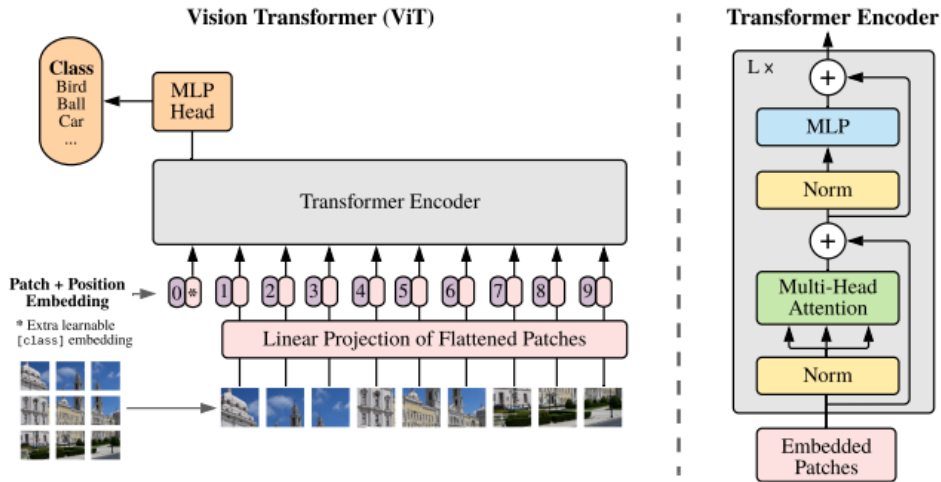 Vision Transformer (ViT)
Class
Bird
Ball
Car
...
MLP
Head
Transformer Encoder
Patch + Position
Embedding
* Extra learnable
[class] embedding
0 * 1 2 3 4 5 6 7 8 9
Linear Projection of Flattened Patches
Transformer Encoder
L ×
+
MLP
Norm
+
Multi-Head
Attention
Norm
Embedded
Patches